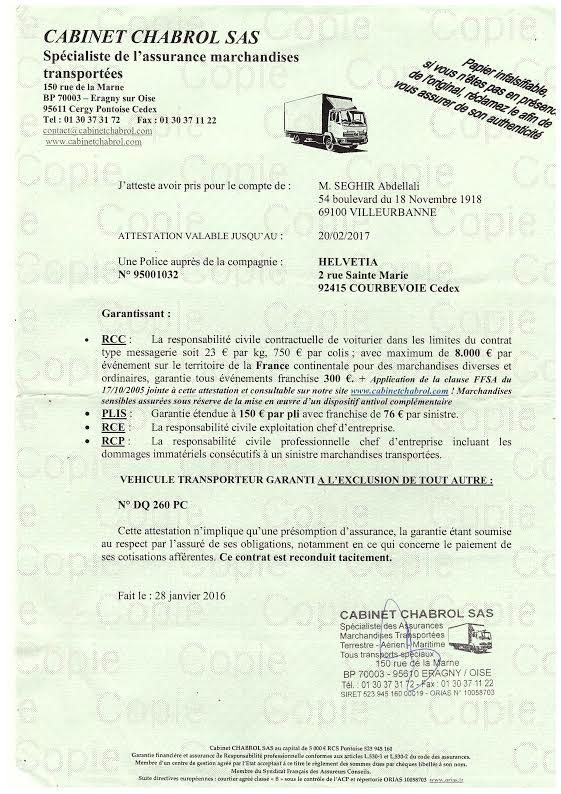 CABINET CHABROL SAS
Spécialiste de l'assurance marchandises
transportées
150 rue de la Marne
BP 70003 – Eragny sur Oise
95611 Cergy Pontoise Cedex
Tel : 01 30 37 31 72 Fax : 01 30 37 11 22
contact@cabinetchabrol.com
www.cabinetchabrol.com
Papier infalsifiable,
si vous n'êtes pas en présence
de l'original, réclamez le afin de
vous assurer de son authenticité
J'atteste avoir pris pour le compte de : M. SEGHIR Abdellali
54 boulevard du 18 Novembre 1918
69100 VILLEURBANNE
ATTESTATION VALABLE JUSQU'AU : 20/02/2017
Une Police auprès de la compagnie : HELVETIA
N° 95001032 2 rue Sainte Marie
92415 COURBEVOIE Cedex
Garantissant :
• RCC : La responsabilité civile contractuelle de voiturier dans les limites du contrat
type messagerie soit 23 € par kg, 750 € par colis ; avec maximum de 8.000 € par
événement sur le territoire de la France continentale pour des marchandises diverses et
ordinaires, garantie tous événements franchise 300 €. + Application de la clause FFSA du
17/10/2005 jointe à cette attestation et consultable sur notre site www.cabinetchabrol.com ! Marchandises
sensibles assurées sous réserve de la mise en œuvre d'un dispositif antivol complémentaire
• PLIS : Garantie étendue à 150 € par pli avec franchise de 76 € par sinistre.
• RCE : La responsabilité civile exploitation chef d'entreprise.
• RCP : La responsabilité civile professionnelle chef d'entreprise incluant les
dommages immatériels consécutifs à un sinistre marchandises transportées.
VEHICULE TRANSPORTEUR GARANTI A L'EXCLUSION DE TOUT AUTRE :
N° DQ 260 PC
Cette attestation n'implique qu'une présomption d'assurance, la garantie étant soumise
au respect par l'assuré de ses obligations, notamment en ce qui concerne le paiement de
ses cotisations afférentes. Ce contrat est reconduit tacitement.
Fait le : 28 janvier 2016
CABINET CHABROL SAS
Spécialiste des Assurances
Marchandises Transportées
Terrestre - Aérien - Maritime
Tous transports spéciaux
150 rue de la Marne
BP 70003 - 95610 ERAGNY / OISE
Tél. : 01 30 37 31 72 - Fax : 01 30 37 11 22
SIRET 523 945 160 00019 - ORIAS N° 10058703
Cabinet CHABROL SAS au capital de 5 000 € RCS Pontoise 523 945 160
Garantie financière et assurance de Responsabilité professionnelle conformes aux articles L530-1 et L530-2 du code des assurances.
Membre d'un centre de gestion agréé par l'Etat acceptant à ce titre le règlement des sommes dues par chèques libellés à son nom.
Membre du Syndicat Français des Assureurs Conseils.
Suite directives européennes : courtier agréé classe « B » sous le contrôle de l'ACP et répertorié ORIAS 10058703 www.orias.fr